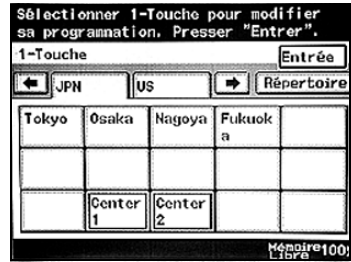 Sélectionner 1-Touche pour modifier
sa programmation. Presser "Entrer".
1-Touche
Entrée
JPN
US
Répertoire
Tokyo
Osaka
Nagoya
Fukuok
a
Center
1
Center
2
Mémoire
Libre 100%